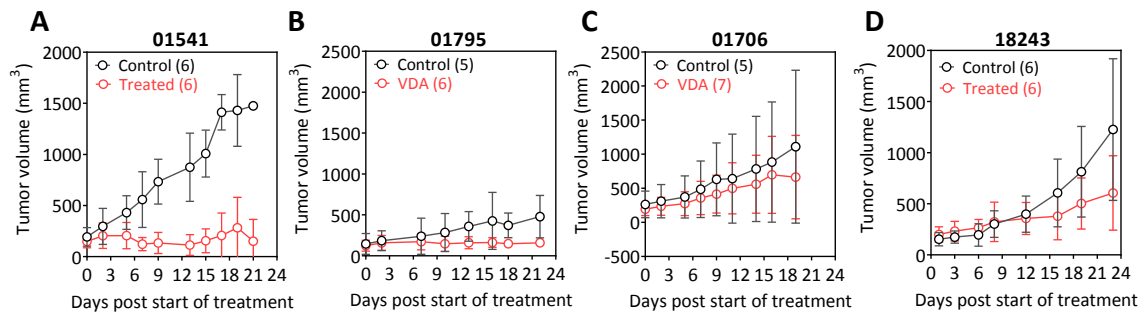 A
01541
Tumor volume (mm³)
2000
1500
1000
500
0
Control (6)
Treated (6)
0 3 6 9 12 15 18 21 24
Days post start of treatment
B
01795
Tumor volume (mm³)
2500
2000
1500
1000
500
0
Control (5)
VDA (6)
0 3 6 9 12 15 18 21 24
Days post start of treatment
C
01706
Tumor volume (mm³)
2500
2000
1500
1000
500
0
-500
Control (5)
VDA (7)
0 3 6 9 12 15 18 21 24
Days post start of treatment
D
18243
Tumor volume (mm³)
2000
1500
1000
500
0
Control (6)
Treated (6)
0 3 6 9 12 15 18 21 24
Days post start of treatment